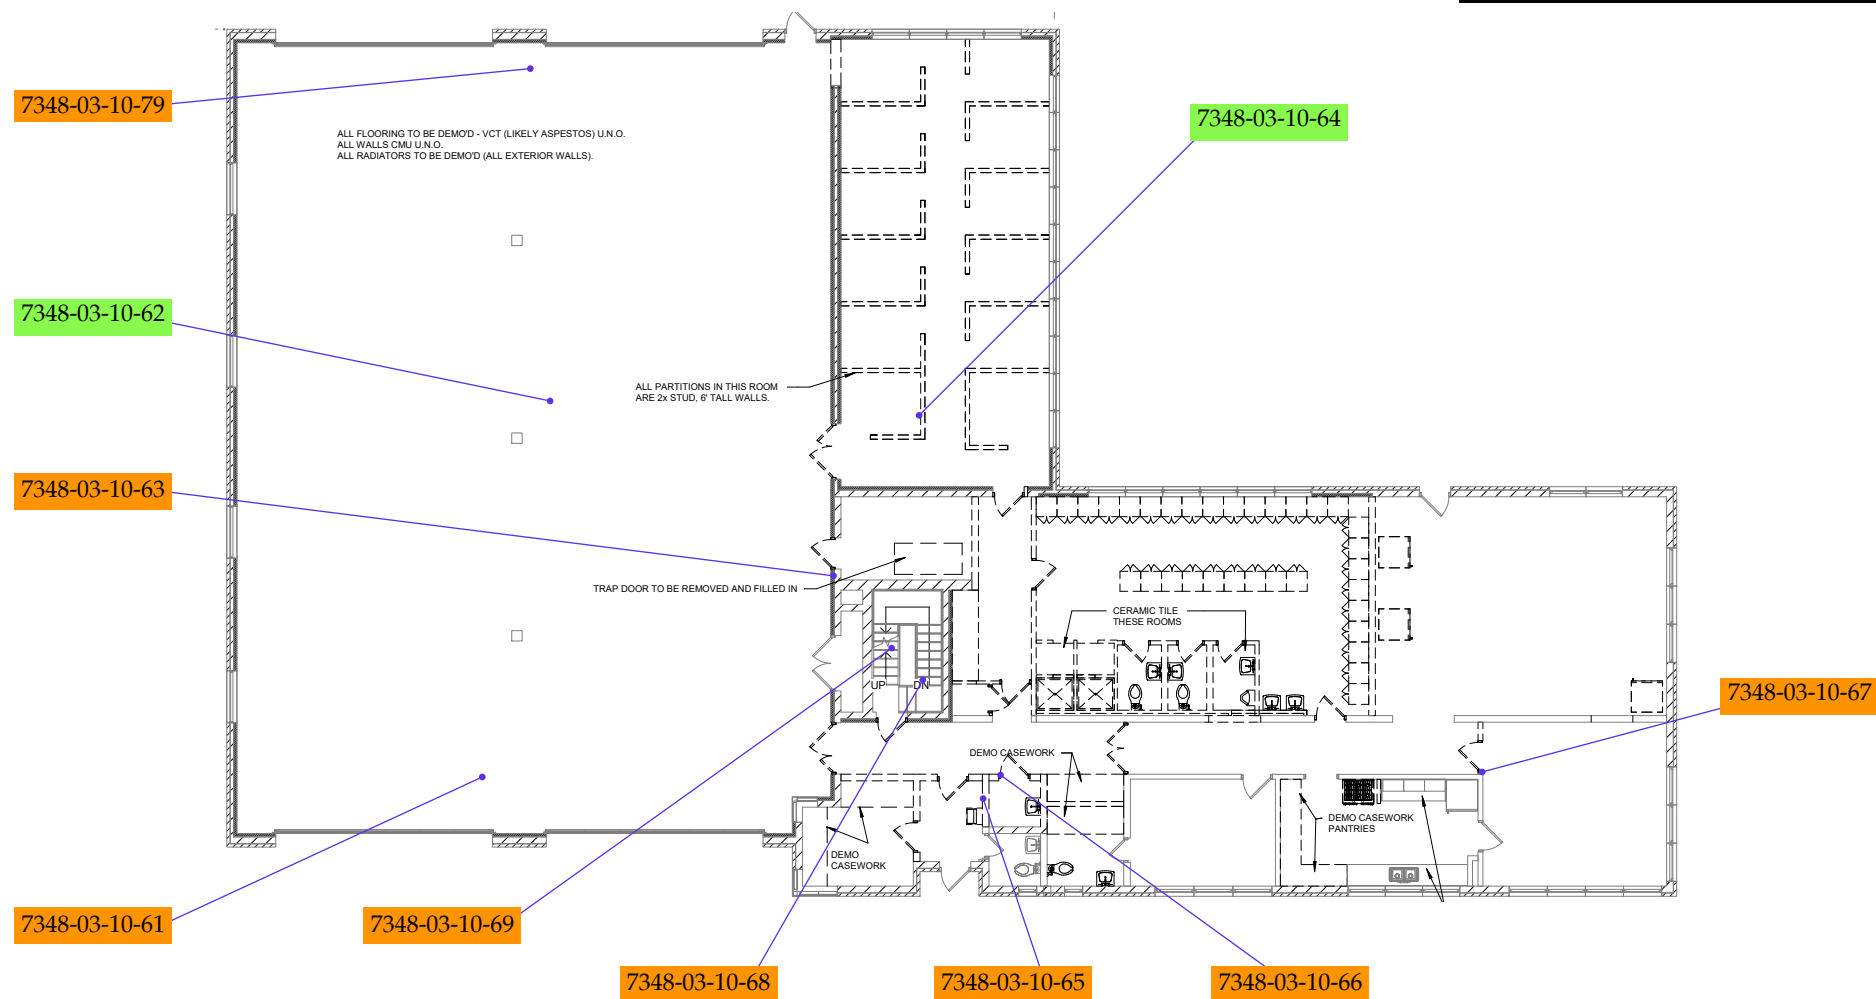 7348-03-10-79
7348-03-10-64
ALL FLOORING TO BE DEMO'D - VCT (LIKELY ASPESTOS) U.N.O.
ALL WALLS CMU U.N.O.
ALL RADIATORS TO BE DEMO'D (ALL EXTERIOR WALLS).
7348-03-10-62
ALL PARTITIONS IN THIS ROOM
ARE 2x STUD, 6' TALL WALLS.
7348-03-10-63
TRAP DOOR TO BE REMOVED AND FILLED IN
CERAMIC TILE
THESE ROOMS
UP
DN
7348-03-10-67
DEMO CASEWORK
DEMO CASEWORK
PANTRIES
DEMO
CASEWORK
7348-03-10-61
7348-03-10-69
7348-03-10-68
7348-03-10-65
7348-03-10-66